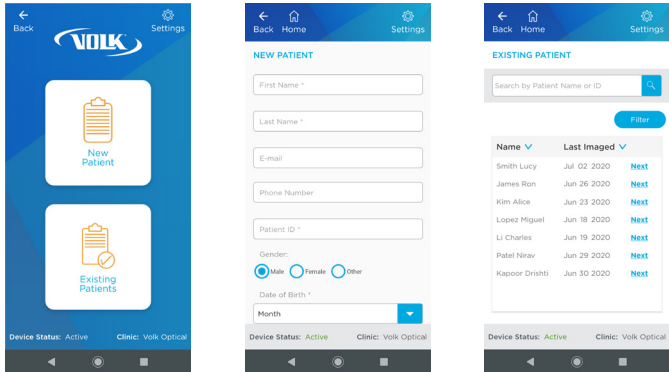 Back Settings
VOLK
New
Patient
Existing
Patients
Device Status: Active Clinic: Volk Optical
Back Home Settings
NEW PATIENT
First Name *
Last Name *
E-mail
Phone Number
Patient ID *
Gender:
Male Female Other
Date of Birth *
Month
Device Status: Active Clinic: Volk Optical
Back Home Settings
EXISTING PATIENT
Search by Patient Name or ID
Filter
Name Last Imaged
Smith Lucy Jul 02 2020 Next
James Ron Jun 26 2020 Next
Kim Alice Jun 23 2020 Next
Lopez Miguel Jun 18 2020 Next
Li Charles Jun 19 2020 Next
Patel Nirav Jun 29 2020 Next
Kapoor Drishti Jun 30 2020 Next
Device Status: Active Clinic: Volk Optical